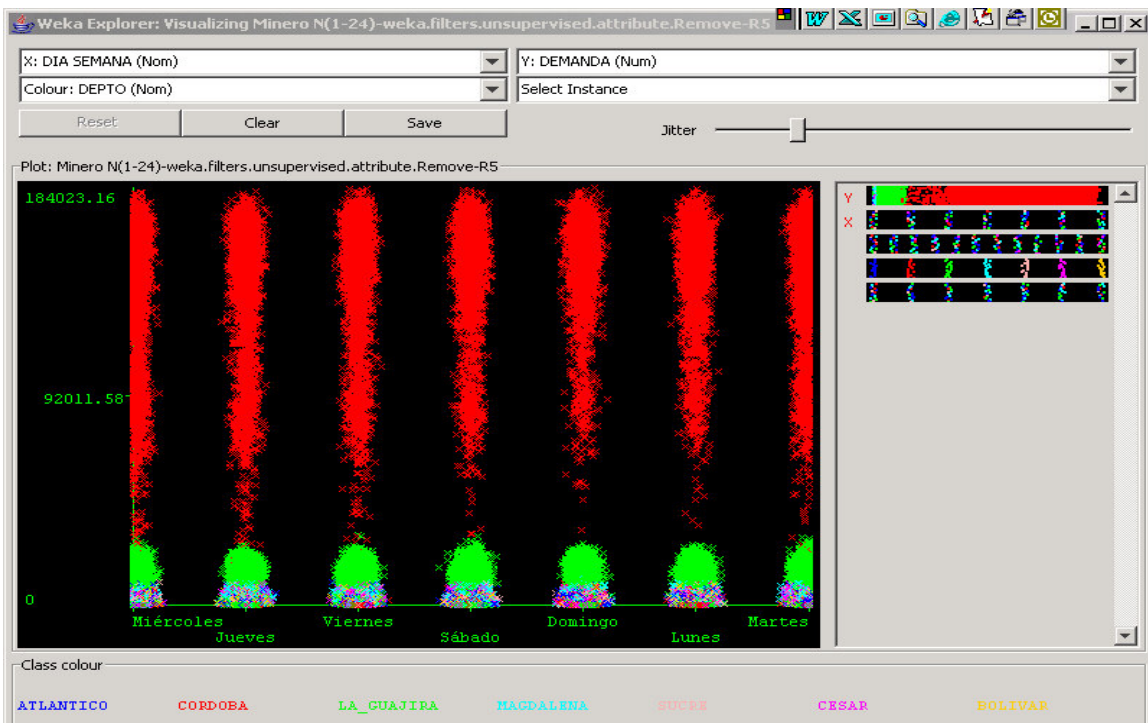 Weka Explorer: Visualizing Minero N(1-24)-weka.filters.unsupervised.attribute.Remove-R5
X: DIA SEMANA (Nom) Y: DEMANDA (Num)
Colour: DEPTO (Nom) Select Instance
Reset Clear Save Jitter
Plot: Minero N(1-24)-weka.filters.unsupervised.attribute.Remove-R5
184023.16
Y
X
92011.58
0
Miércoles Viernes Domingo Martes
Jueves Sábado Lunes
Class colour
ATLANTICO CORDOBA LA_GUAJIRA MAGDALENA SUCRE CESAR BOLIVAR